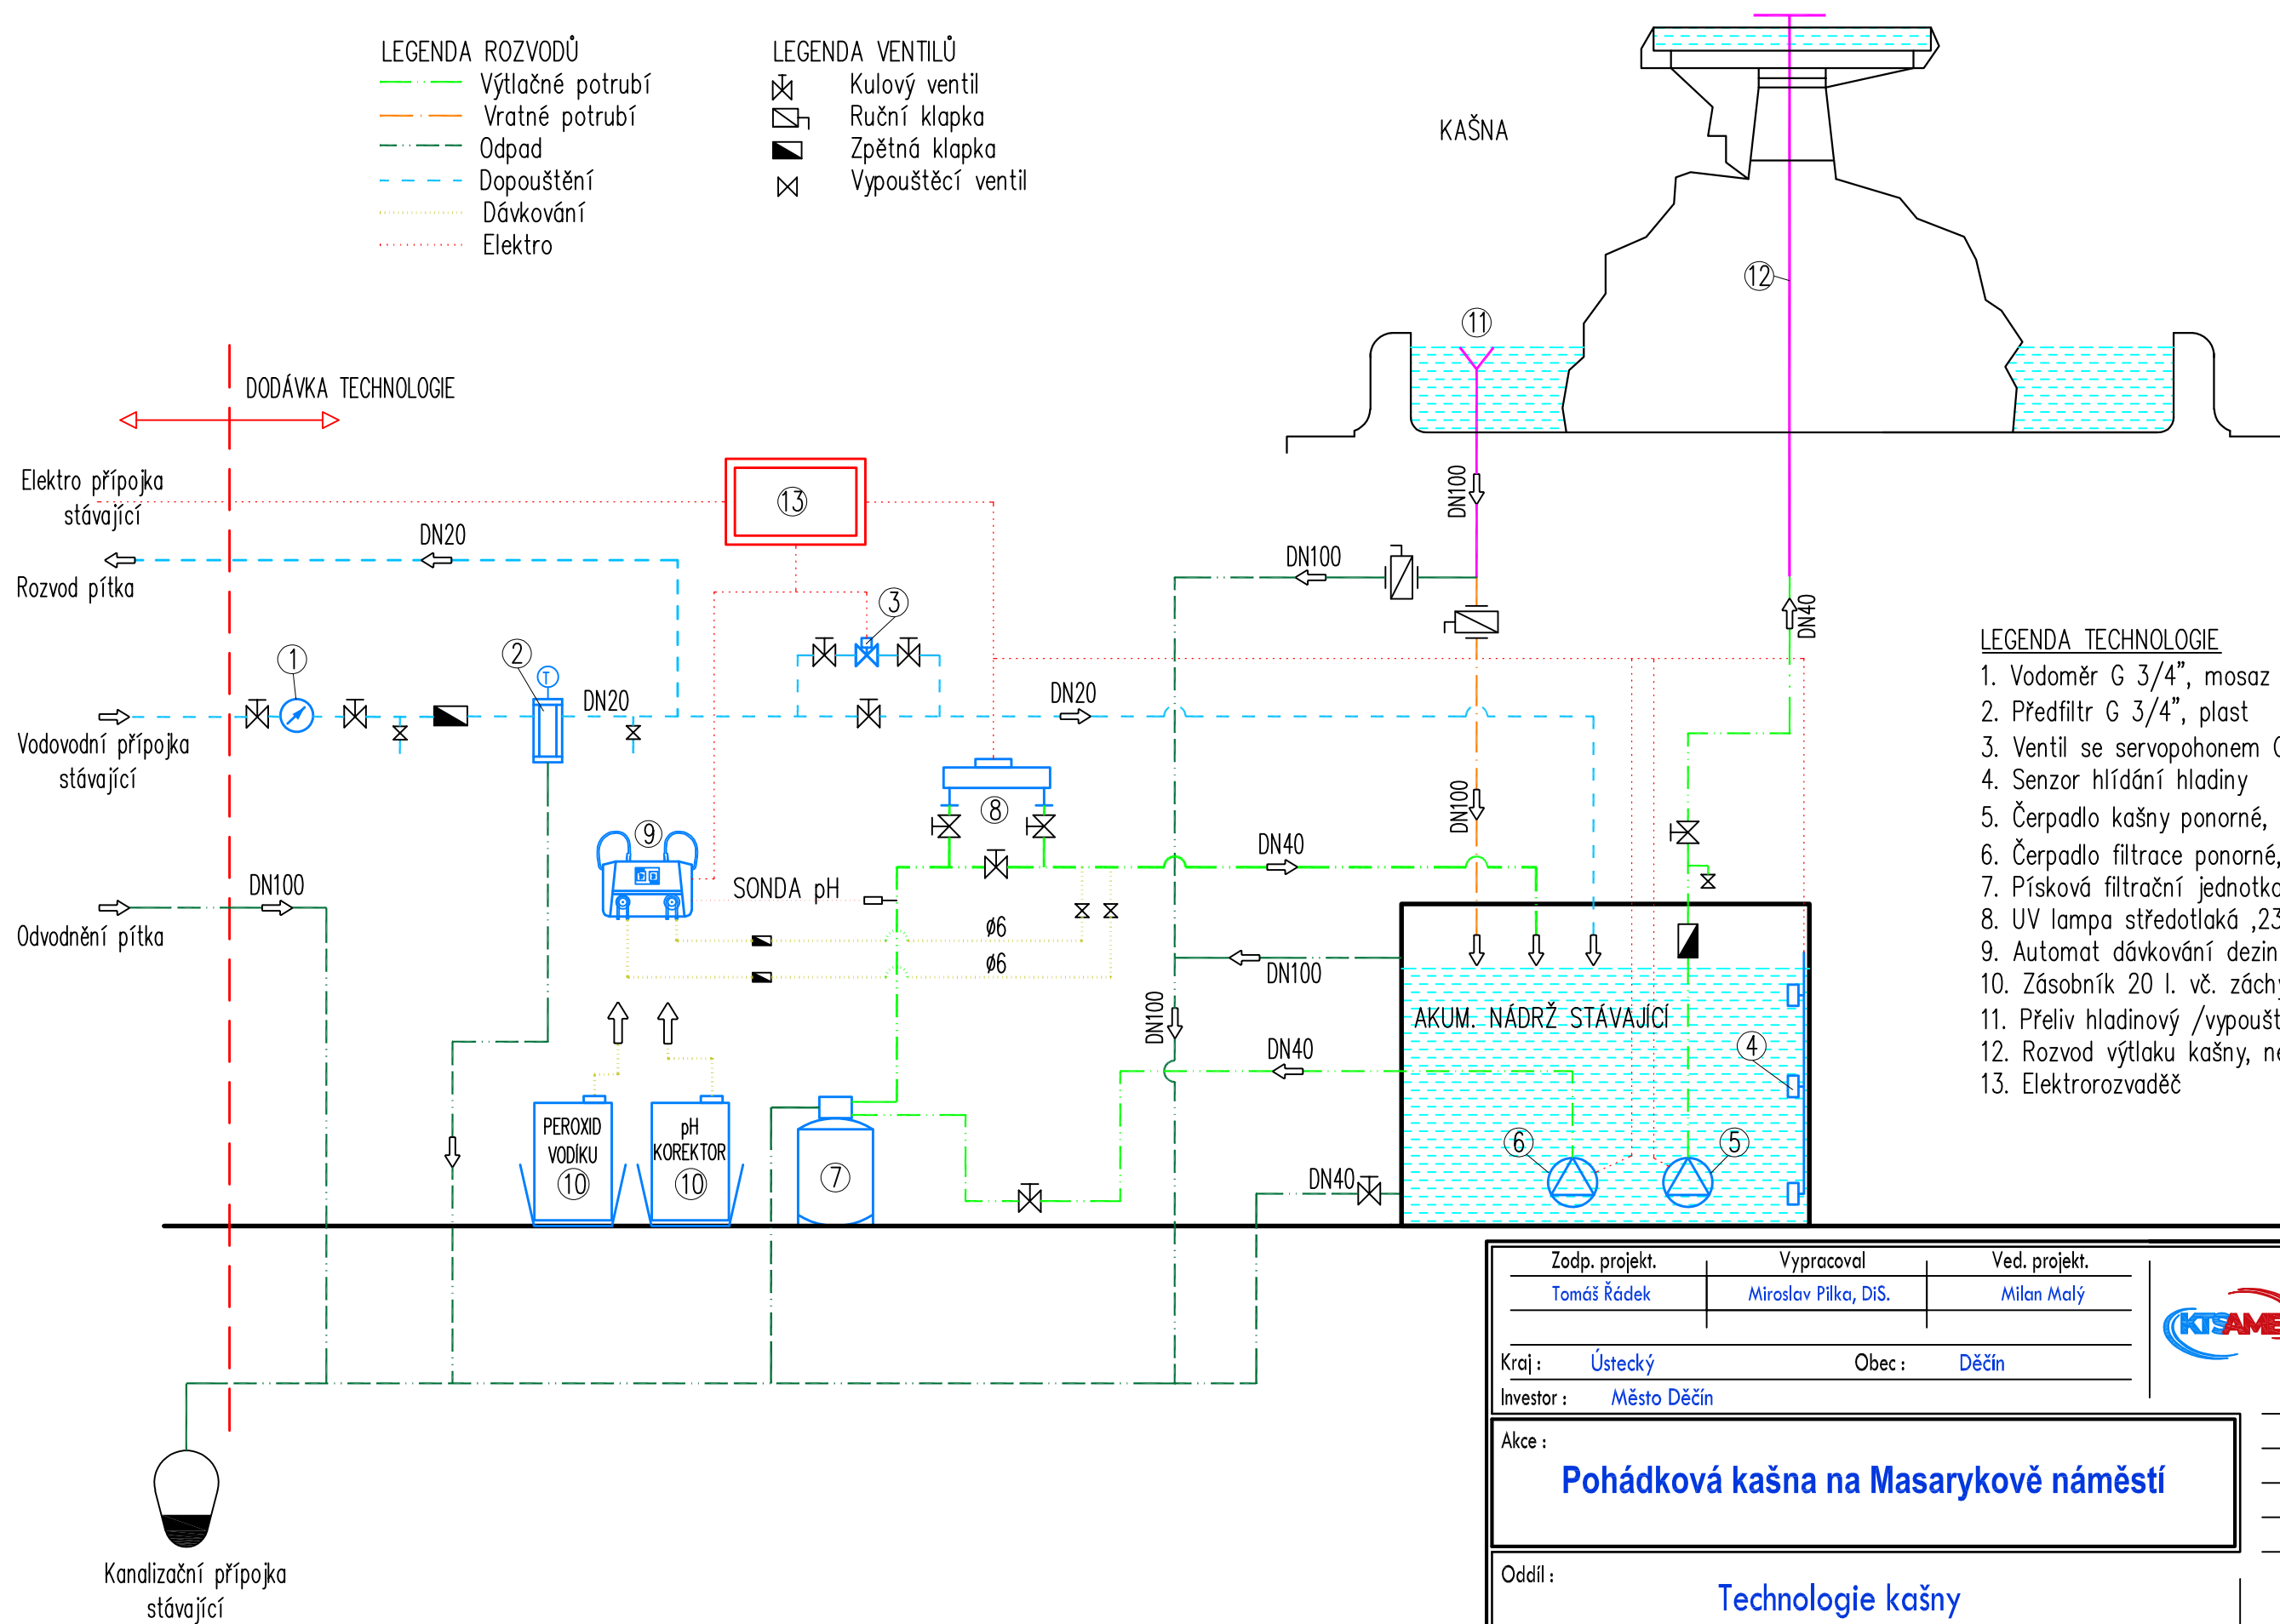 LEGENDA ROZVODŮ
Výtlačné potrubí
Vratné potrubí
Odpad
Dopouštění
Dávkování
Elektro
LEGENDA VENTILŮ
Kulový ventil
Ruční klapka
Zpětná klapka
Vypouštěcí ventil
KAŠNA
12
11
DODÁVKA TECHNOLOGIE
Elektro přípojka
stávající
13
DN100
DN20
Rozvod pítka
DN100
3
DN40
1
2
T
DN20
DN20
Vodovodní přípojka
stávající
DN100
8
9
DN40
SONDA pH
DN100
Odvodnění pítka
ø6
ø6
DN100
DN100
AKUM. NÁDRŽ STÁVAJÍCÍ
DN40
4
PEROXID
VODÍKU
10
pH
KOREKTOR
10
7
6
5
DN40
LEGENDA TECHNOLOGIE
1. Vodoměr G 3/4", mosaz
2. Předfiltr G 3/4", plast
3. Ventil se servopohonem
4. Senzor hlídání hladiny
5. Čerpadlo kašny ponorné,
6. Čerpadlo filtrace ponorné,
7. Písková filtrační
8. UV lampa středotlaká ,23
9. Automat dávkování
10. Zásobník 20 l. vč.
11. Přeliv hladinový
12. Rozvod výtlaku kašny,
13. Elektrorozvaděč
Zodp. projekt. Vypracoval Ved. projekt.
Tomáš Řádek Miroslav Pilka, DiS. Milan Malý
KTSAME
Kraj : Ústecký Obec : Děčín
Investor : Město Děčín
Akce :
Pohádková kašna na Masarykově náměstí
Oddíl :
Technologie kašny
Kanalizační přípojka
stávající